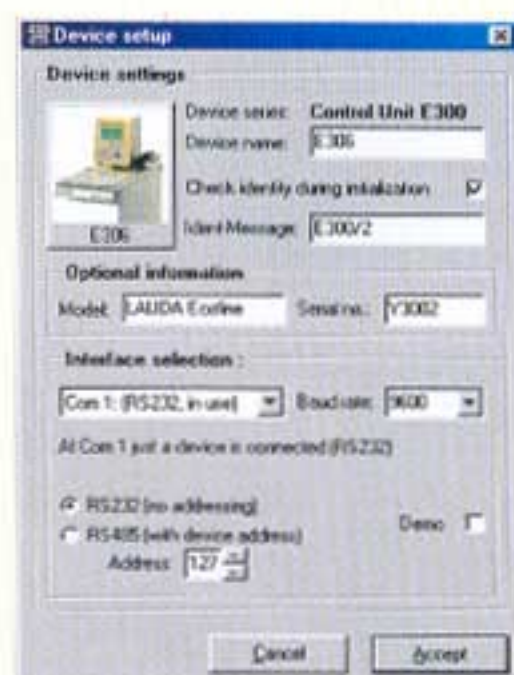 Device setup
Device settings
Device series: Control Unit E300
Device name: E306
Check identity during initialization
E306
Ident Message: E300/2
Optional information
Model: LAUDA Ecoline Serial no.: Y3002
Interface selection :
Com 1: (RS232, in use) Baud rate: 9600
At Com 1 just a device is connected (RS232)
RS232 (no addressing)
RS485 (with device address) Demo
Address: 127
Cancel Accept